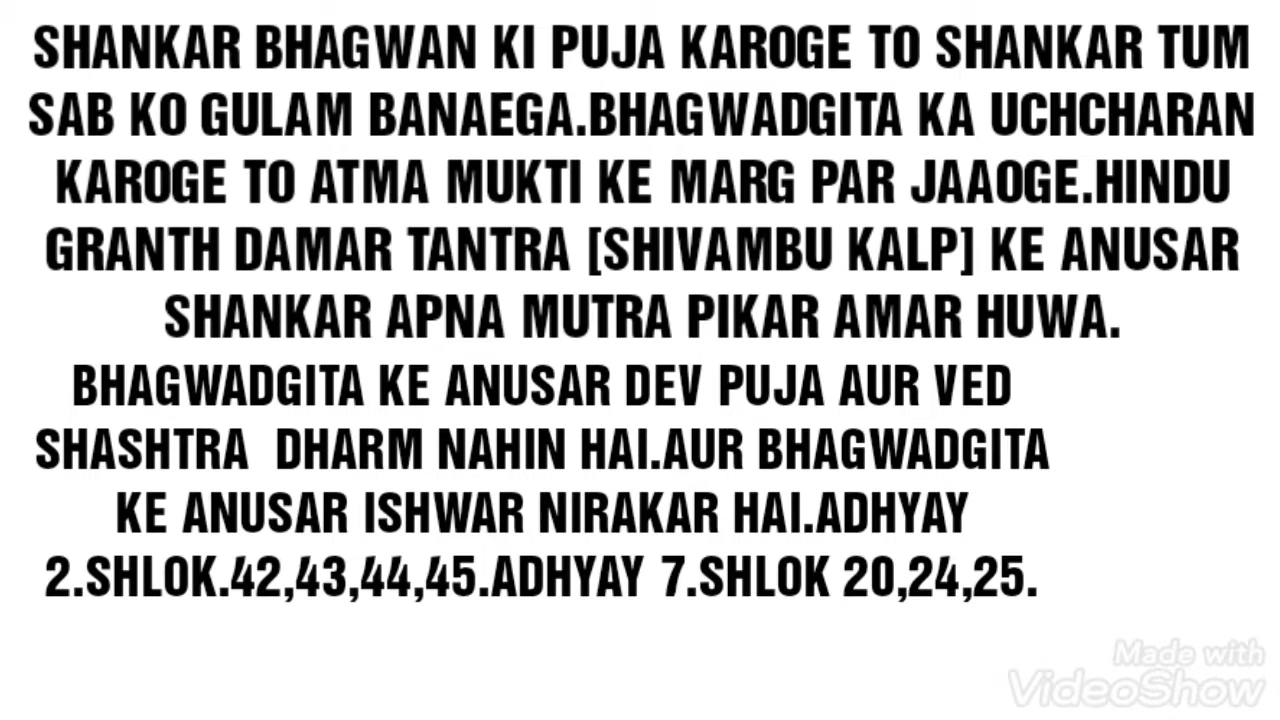 SHANKAR BHAGWAN KI PUJA KAROGE TO SHANKAR TUM
SAB KO GULAM BANAEGA.BHAGWADGITA KA UCHCHARAN
KAROGE TO ATMA MUKTI KE MARG PAR JAAOGE.HINDU
GRANTH DAMAR TANTRA [SHIVAMBU KALP] KE ANUSAR
SHANKAR APNA MUTRA PIKAR AMAR HUWA.
BHAGWADGITA KE ANUSAR DEV PUJA AUR VED
SHASHTRA DHARM NAHIN HAI.AUR BHAGWADGITA
KE ANUSAR ISHWAR NIRAKAR HAI.ADHYAY
2.SHLOK.42,43,44,45.ADHYAY 7.SHLOK 20,24,25.
Made with
VideoShow